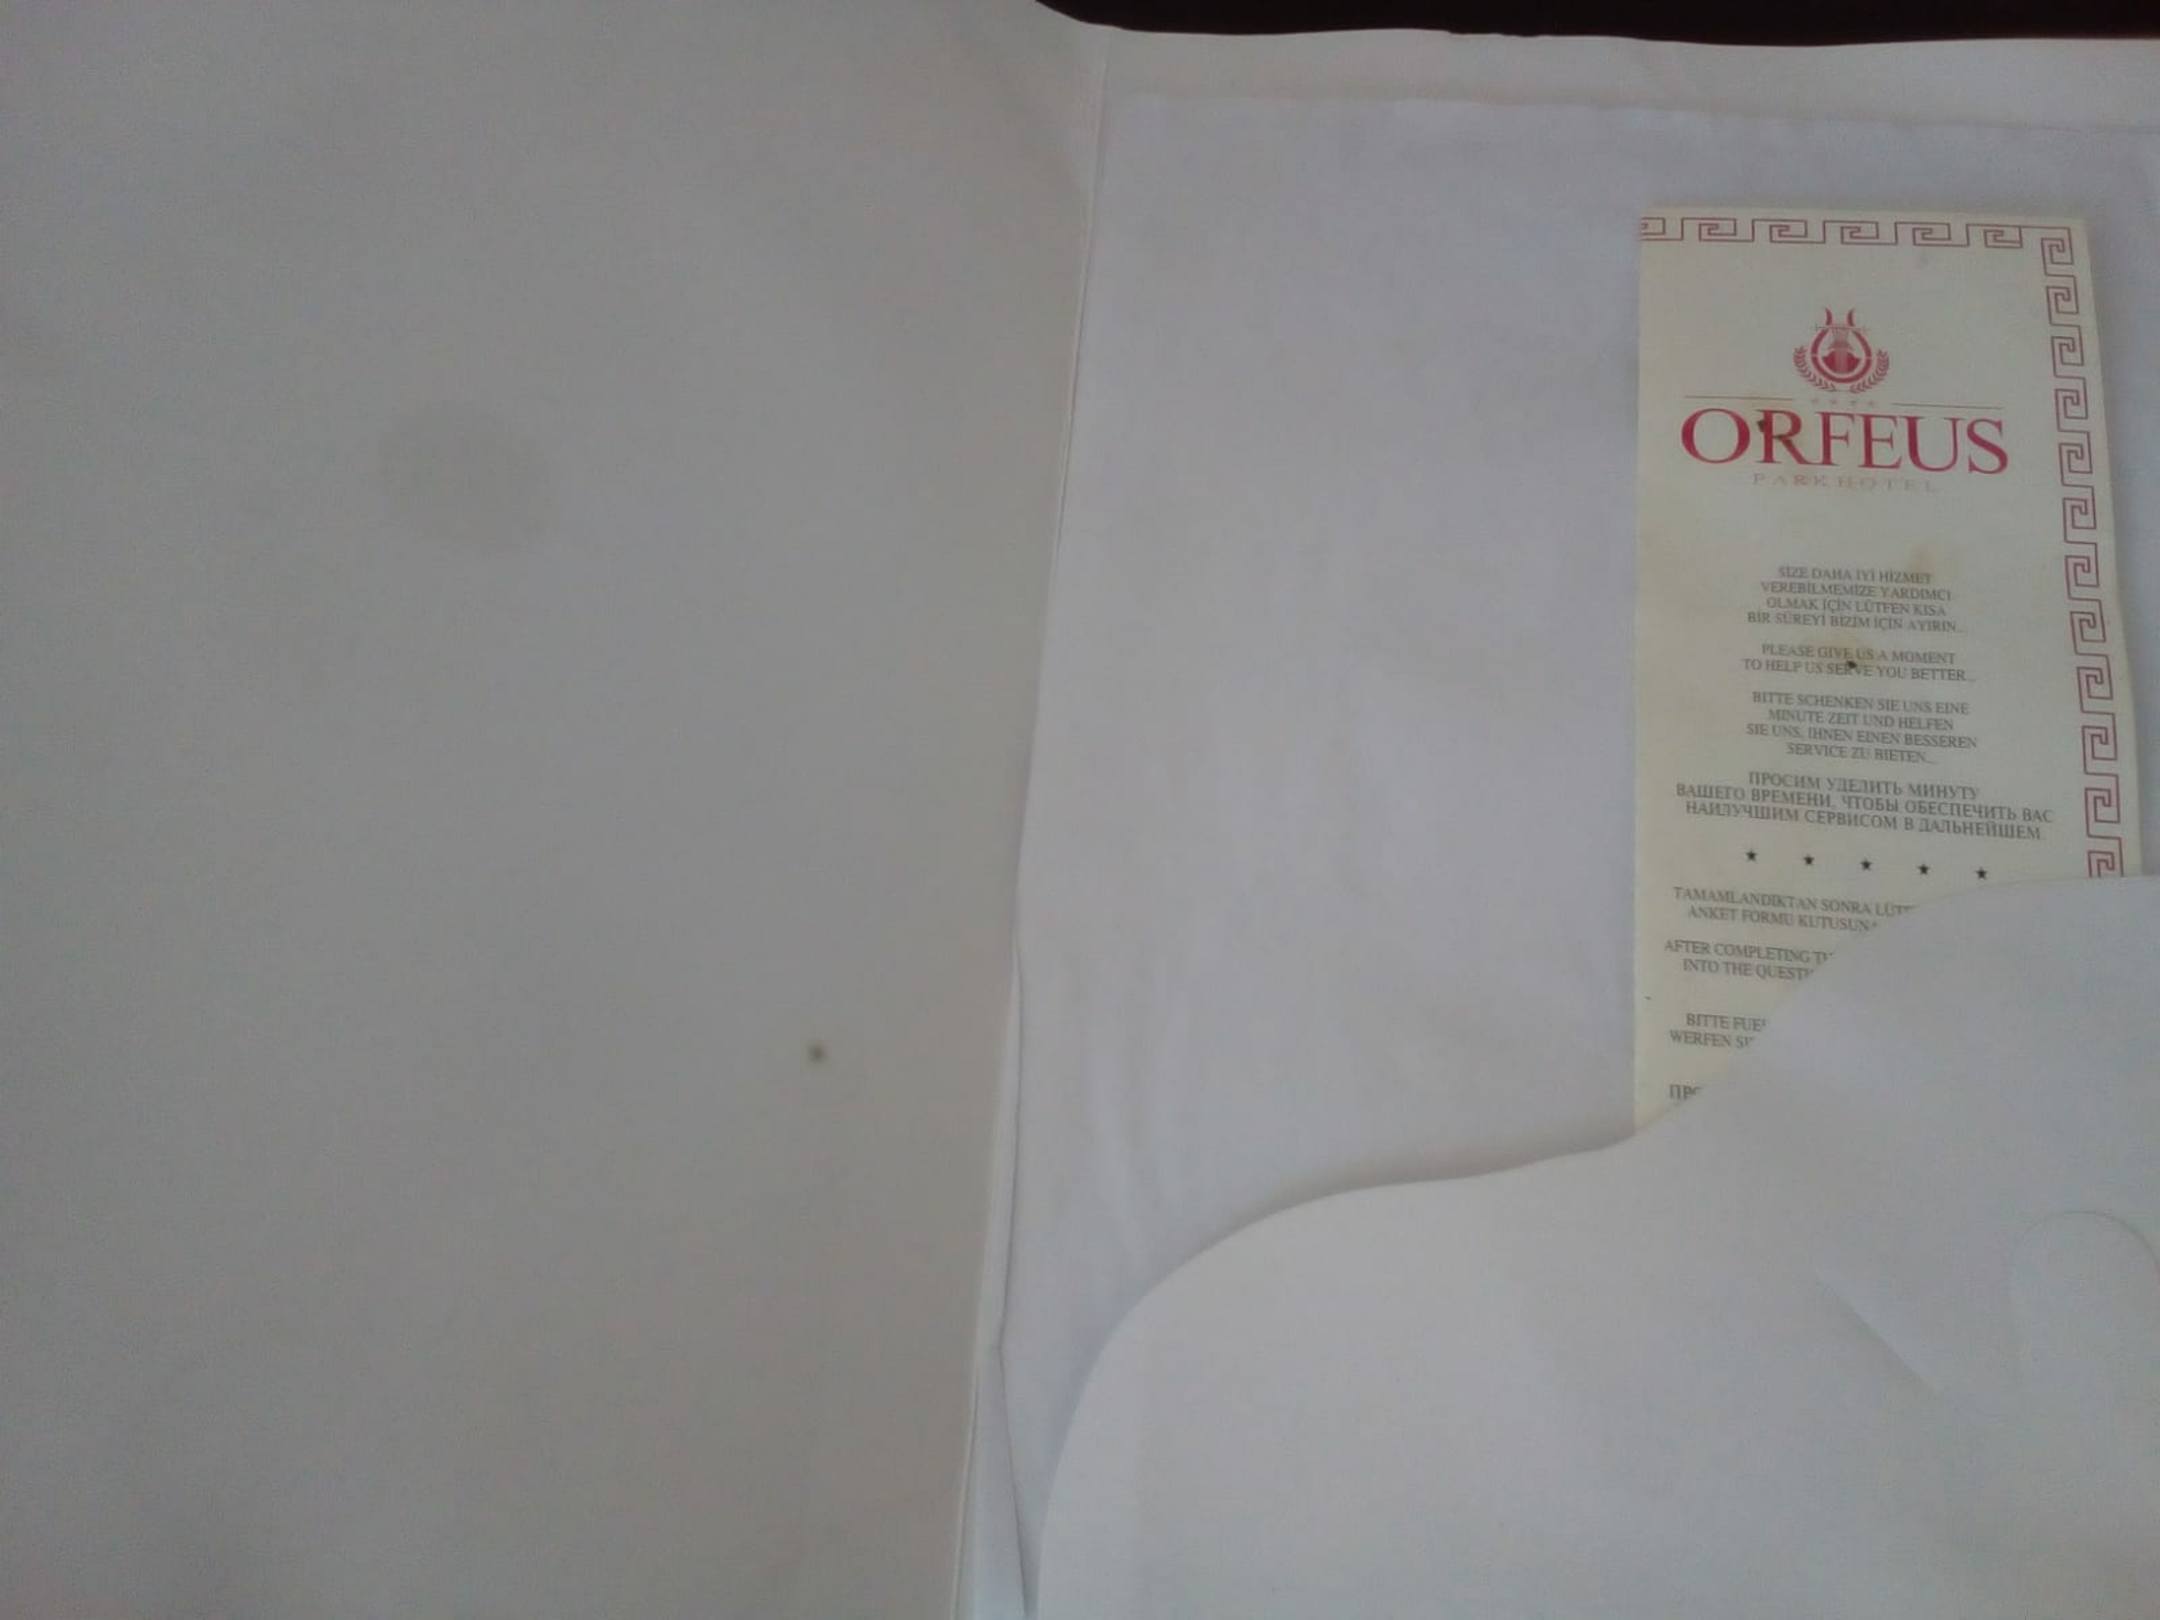 ORFEUS
PARK HOTEL
SİZE DAHA İYİ HİZMET
VEREBİLMEMİZE YARDIMCI
OLMAK İÇİN LÜTFEN KISA
BİR SÜREYİ BİZİM İÇİN AYIRIN...
PLEASE GIVE US A MOMENT
TO HELP US SERVE YOU BETTER...
BITTE SCHENKEN SIE UNS EINE
MINUTE ZEIT UND HELFEN
SIE UNS, IHNEN EINEN BESSEREN
SERVICE ZU BIETEN...
ПРОСИМ УДЕЛИТЬ МИНУТУ
ВАШЕГО ВРЕМЕНИ, ЧТОБЫ ОБЕСПЕЧИТЬ ВАС
НАИЛУЧШИМ СЕРВИСОМ В ДАЛЬНЕЙШЕМ
TAMAMLANDIKTAN SONRA
ANKET FORMU
AFTER COMPLETING
INTO THE
BITTE
WERFEN